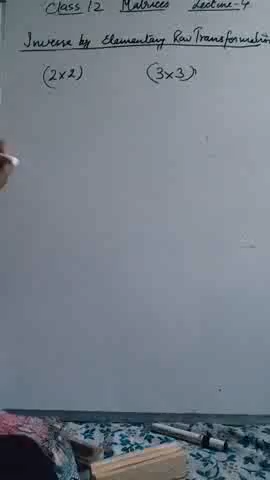 Class 12 Matrices Lecture-4
Inverse by Elementary Row Transformation
(2×2) (3×3)